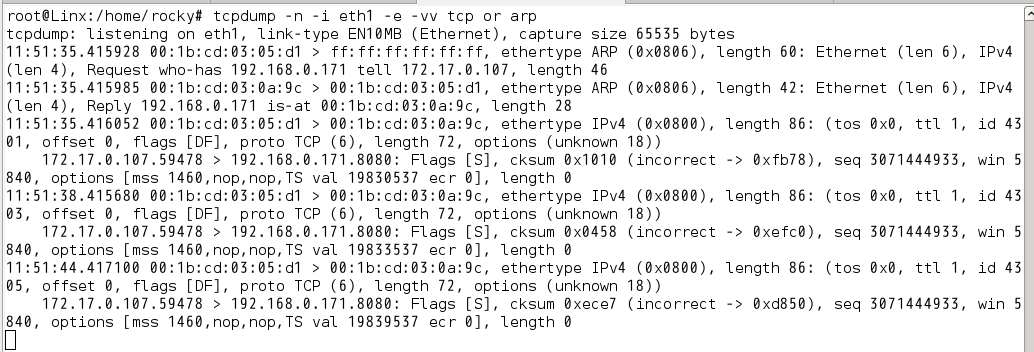 root@Linx:/home/rocky# tcpdump -n -i eth1 -e -vv tcp or arp
tcpdump: listening on eth1, link-type EN10MB (Ethernet), capture size 65535 bytes
11:51:35.415928 00:1b:cd:03:05:d1 > ff:ff:ff:ff:ff:ff, ethertype ARP (0x0806), length 60: Ethernet (len 6), IPv4
(len 4), Request who-has 192.168.0.171 tell 172.17.0.107, length 46
11:51:35.415985 00:1b:cd:03:0a:9c > 00:1b:cd:03:05:d1, ethertype ARP (0x0806), length 42: Ethernet (len 6), IPv4
(len 4), Reply 192.168.0.171 is-at 00:1b:cd:03:0a:9c, length 28
11:51:35.416052 00:1b:cd:03:05:d1 > 00:1b:cd:03:0a:9c, ethertype IPv4 (0x0800), length 86: (tos 0x0, ttl 1, id 43
01, offset 0, flags [DF], proto TCP (6), length 72, options (unknown 18))
    172.17.0.107.59478 > 192.168.0.171.8080: Flags [S], cksum 0x1010 (incorrect -> 0xfb78), seq 3071444933, win 5
840, options [mss 1460,nop,nop,TS val 19830537 ecr 0], length 0
11:51:38.415680 00:1b:cd:03:05:d1 > 00:1b:cd:03:0a:9c, ethertype IPv4 (0x0800), length 86: (tos 0x0, ttl 1, id 43
03, offset 0, flags [DF], proto TCP (6), length 72, options (unknown 18))
    172.17.0.107.59478 > 192.168.0.171.8080: Flags [S], cksum 0x0458 (incorrect -> 0xefc0), seq 3071444933, win 5
840, options [mss 1460,nop,nop,TS val 19833537 ecr 0], length 0
11:51:44.417100 00:1b:cd:03:05:d1 > 00:1b:cd:03:0a:9c, ethertype IPv4 (0x0800), length 86: (tos 0x0, ttl 1, id 43
05, offset 0, flags [DF], proto TCP (6), length 72, options (unknown 18))
    172.17.0.107.59478 > 192.168.0.171.8080: Flags [S], cksum 0xece7 (incorrect -> 0xd850), seq 3071444933, win 5
840, options [mss 1460,nop,nop,TS val 19839537 ecr 0], length 0